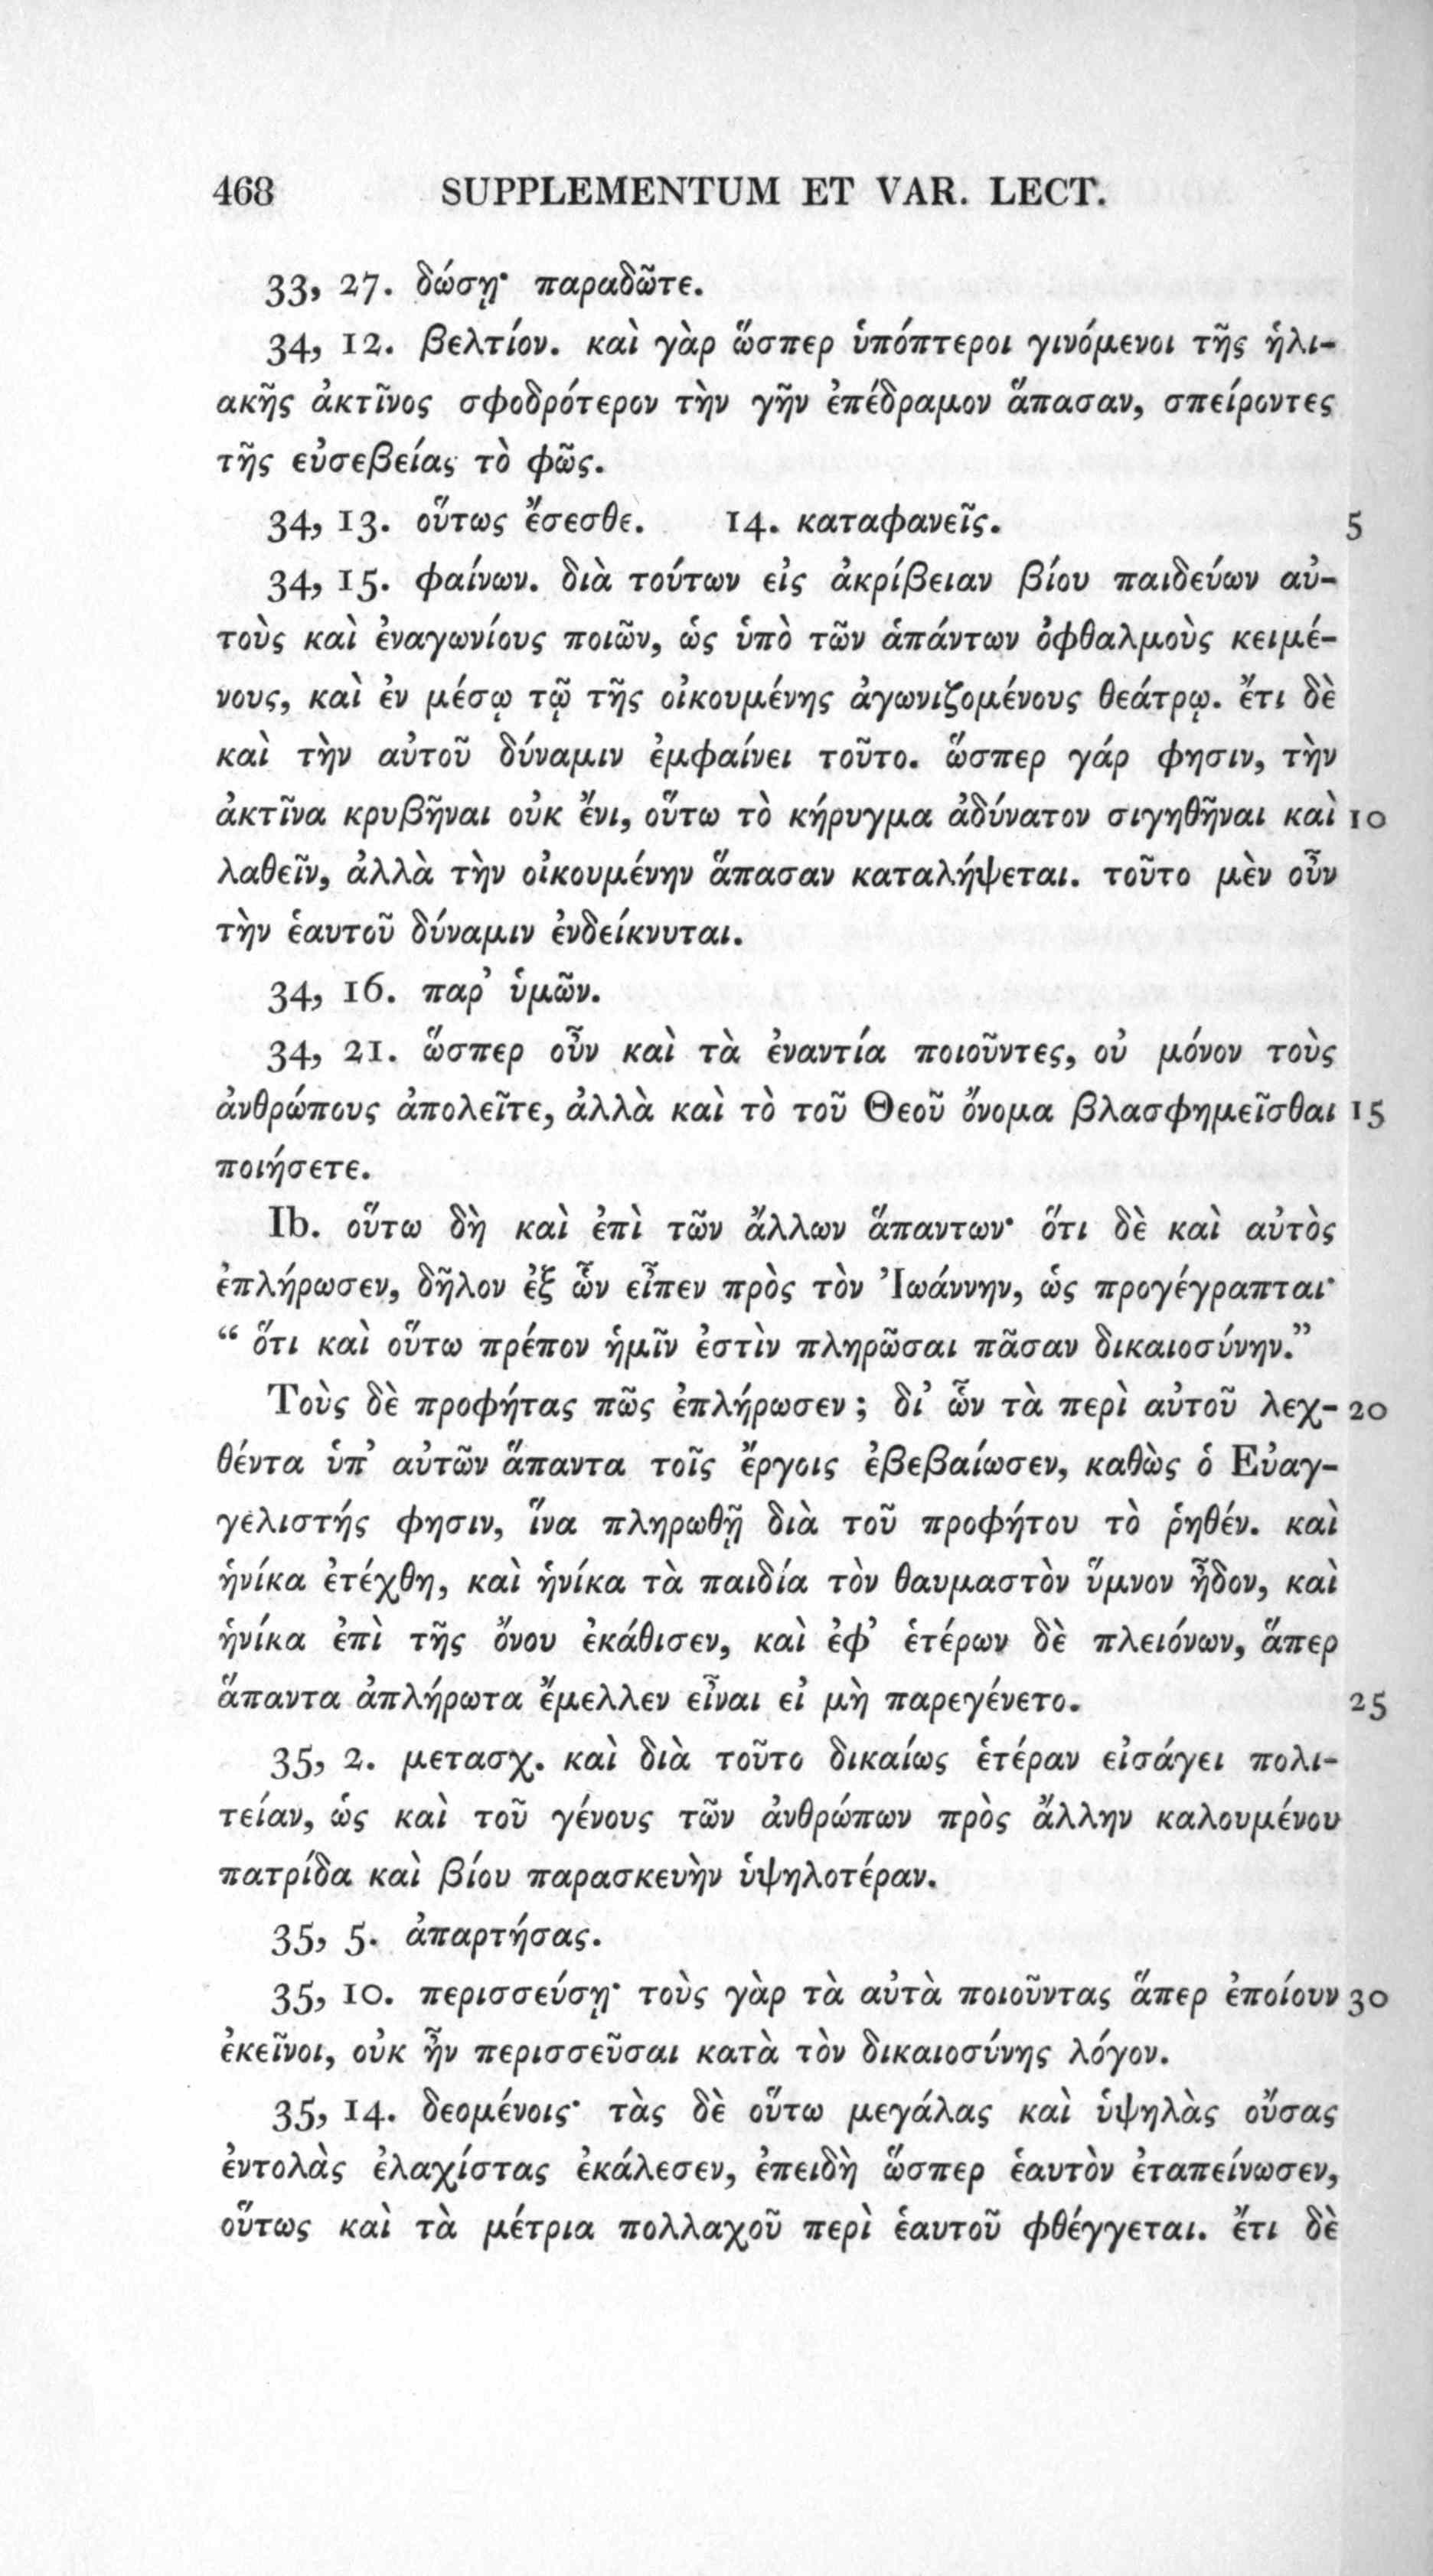 468 SUPPLEMENTUM ET VAR. LECT.
33, 27. δώσῃ· παραδῶτε.
34, 12. βελτίον. καὶ γὰρ ὥσπερ ὑπόπτεροι γινόμενοι τῆς ἡλι-
ακῆς ἀκτῖνος σφοδρότερον τὴν γῆν ἐπέδραμον ἅπασαν, σπείροντες
τῆς εὐσεβείας τὸ φῶς.
34, 13. οὕτως ἔσεσθε. 14. καταφανεῖς. 5
34, 15. φαίνων. διὰ τούτων εἰς ἀκρίβειαν βίου παιδεύων αὐ-
τοὺς καὶ ἐναγωνίους ποιῶν, ὡς ὑπὸ τῶν ἁπάντων ὀφθαλμοὺς κειμέ-
νους, καὶ ἐν μέσῳ τῷ τῆς οἰκουμένης ἀγωνιζομένους θεάτρῳ. ἔτι δὲ
καὶ τὴν αὐτοῦ δύναμιν ἐμφαίνει τοῦτο. ὥσπερ γάρ φησιν, τὴν
ἀκτῖνα κρυβῆναι οὐκ ἔνι, οὕτω τὸ κήρυγμα ἀδύνατον σιγηθῆναι καὶ 10
λαθεῖν, ἀλλὰ τὴν οἰκουμένην ἅπασαν καταλήψεται. τοῦτο μὲν οὖν
τὴν ἑαυτοῦ δύναμιν ἐνδείκνυται.
34, 16. παρ’ ὑμῶν.
34, 21. ὥσπερ οὖν καὶ τὰ ἐναντία ποιοῦντες, οὐ μόνον τοὺς
ἀνθρώπους ἀπολεῖτε, ἀλλὰ καὶ τὸ τοῦ Θεοῦ ὄνομα βλασφημεῖσθαι 15
ποιήσετε.
Ib. οὕτω δὴ καὶ ἐπὶ τῶν ἄλλων ἅπαντων· ὅτι δὲ καὶ αὐτὸς
ἐπλήρωσεν, δῆλον ἐξ ὧν εἶπεν πρὸς τὸν Ἰωάννην, ὡς προγέγραπται·
“ ὅτι καὶ οὕτω πρέπον ἡμῖν ἐστὶν πληρῶσαι πᾶσαν δικαιοσύνην.”
Τοὺς δὲ προφήτας πῶς ἐπλήρωσεν ; δι’ ὧν τὰ περὶ αὐτοῦ λεχ- 20
θέντα ὑπ’ αὐτῶν ἅπαντα τοῖς ἔργοις ἐβεβαίωσεν, καθὼς ὁ Εὐαγ-
γελιστής φησιν, ἵνα πληρωθῇ διὰ τοῦ προφήτου τὸ ῥηθέν. καὶ
ἡνίκα ἐτέχθη, καὶ ἡνίκα τὰ παιδία τὸν θαυμαστὸν ὕμνον ᾖδον, καὶ
ἡνίκα ἐπὶ τῆς ὄνου ἐκάθισεν, καὶ ἐφ’ ἑτέρων δὲ πλειόνων, ἅπερ
ἅπαντα ἀπλήρωτα ἔμελλεν εἶναι εἰ μὴ παρεγένετο. 25
35, 2. μετασχ. καὶ διὰ τοῦτο δικαίως ἑτέραν εἰσάγει πολι-
τείαν, ὡς καὶ τοῦ γένους τῶν ἀνθρώπων πρὸς ἄλλην καλουμένου
πατρίδα καὶ βίου παρασκευὴν ὑψηλοτέραν.
35, 5. ἀπαρτήσας.
35, 10. περισσεύσῃ· τοὺς γὰρ τὰ αὐτὰ ποιοῦντας ἅπερ ἐποίουν 30
ἐκεῖνοι, οὐκ ἦν περισσεῦσαι κατὰ τὸν δικαιοσύνης λόγον.
35, 14. δεομένοις· τὰς δὲ οὕτω μεγάλας καὶ ὑψηλὰς οὔσας
ἐντολὰς ἐλαχίστας ἐκάλεσεν, ἐπειδὴ ὥσπερ ἑαυτὸν ἐταπείνωσεν,
οὕτως καὶ τὰ μέτρια πολλαχοῦ περὶ ἑαυτοῦ φθέγγεται. ἔτι δὲ